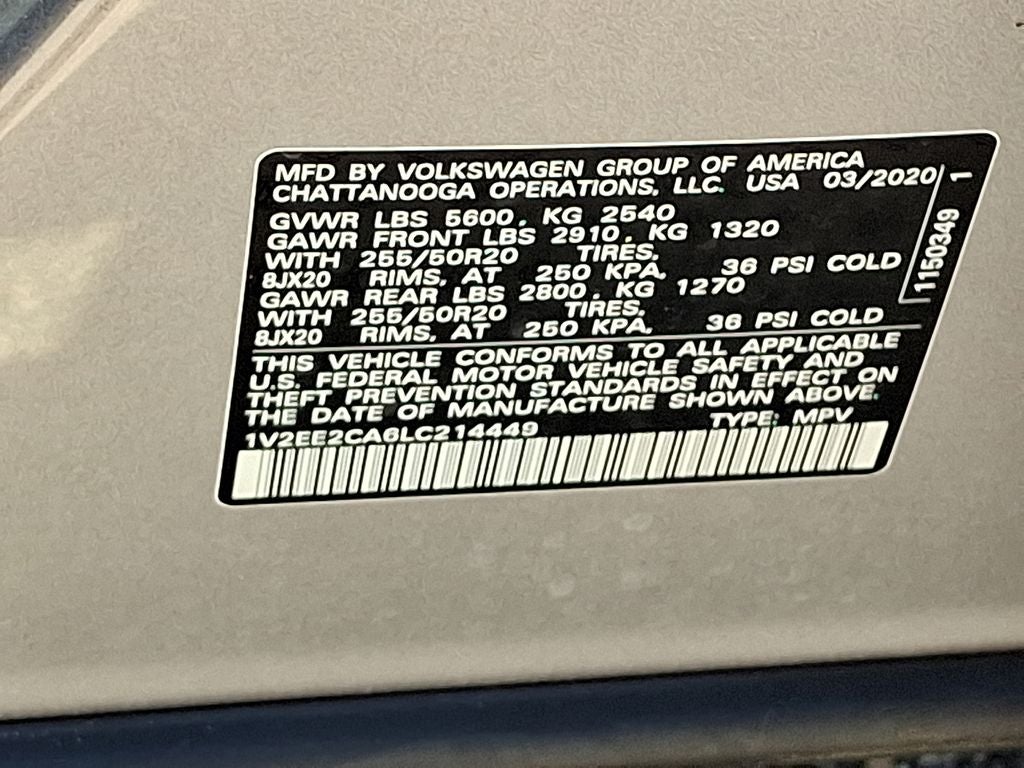 MFD BY VOLKSWAGEN GROUP OF AMERICA
CHATTANOOGA OPERATIONS, LLC. USA 03/2020
GVWR LBS 5600. KG 2540
GAWR FRONT LBS 2910. KG 1320
WITH 255/50R20 TIRES,
8JX20 RIMS, AT 250 KPA, 36 PSI COLD
GAWR REAR LBS 2800. KG 1270
WITH 255/50R20 TIRES,
8JX20 RIMS, AT 250 KPA, 36 PSI COLD
1150349 1
THIS VEHICLE CONFORMS TO ALL APPLICABLE
U.S. FEDERAL MOTOR VEHICLE SAFETY AND
THEFT PREVENTION STANDARDS IN EFFECT ON
THE DATE OF MANUFACTURE SHOWN ABOVE.
1V2EE2CA6LC214449 TYPE: MPV